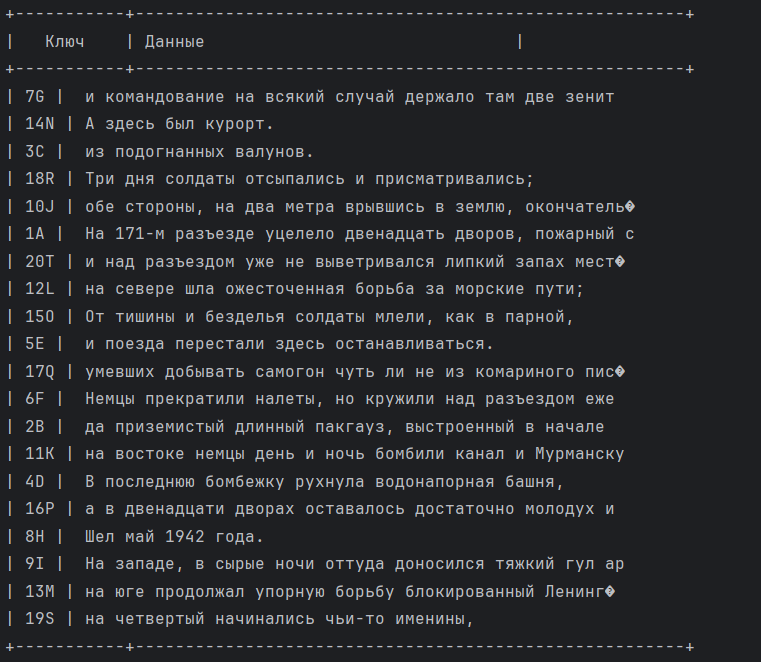 +-----------+--------------------------------------------------------+
|   Ключ    | Данные                               |
+-----------+--------------------------------------------------------+
| 7G |  и командование на всякий случай держало там две зенит
| 14N | А здесь был курорт.
| 3C |  из подогнанных валунов.
| 18R | Три дня солдаты отсыпались и присматривались;
| 10J | обе стороны, на два метра врывшись в землю, окончатель�
| 1A |  На 171-м разъезде уцелело двенадцать дворов, пожарный с
| 20T | и над разъездом уже не выветривался липкий запах мест�
| 12L | на севере шла ожесточенная борьба за морские пути;
| 15O | От тишины и безделья солдаты млели, как в парной,
| 5E |  и поезда перестали здесь останавливаться.
| 17Q | умевших добывать самогон чуть ли не из комариного пис�
| 6F |  Немцы прекратили налеты, но кружили над разъездом еже
| 2B |  да приземистый длинный пакгауз, выстроенный в начале
| 11K | на востоке немцы день и ночь бомбили канал и Мурманску
| 4D |  В последнюю бомбежку рухнула водонапорная башня,
| 16P | а в двенадцати дворах оставалось достаточно молодух и
| 8H |  Шел май 1942 года.
| 9I |  На западе, в сырые ночи оттуда доносился тяжкий гул ар
| 13M | на юге продолжал упорную борьбу блокированный Ленинг�
| 19S | на четвертый начинались чьи-то именины,
+-----------+--------------------------------------------------------+